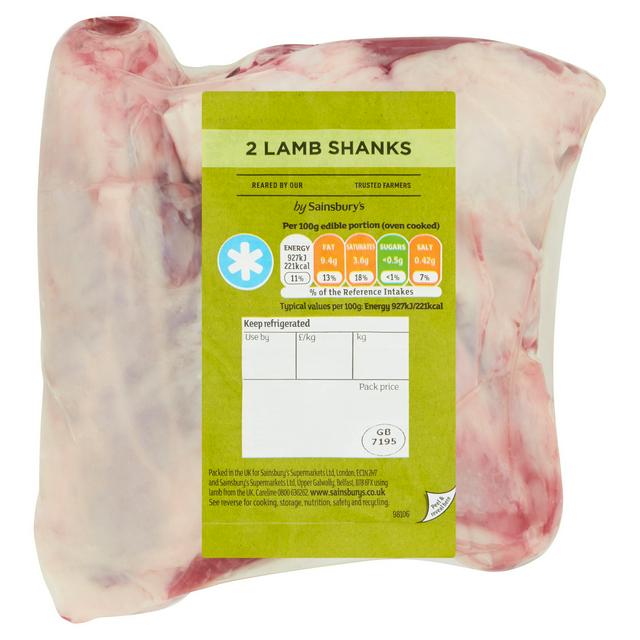 2 LAMB SHANKS
REARED BY OUR TRUSTED FARMERS
by Sainsbury's
Per 100g edible portion (oven cooked)
ENERGY FAT SATURATES SUGARS SALT
927kJ 221kcal 9.4g 3.6g <0.5g 0.42g
11% 13% 18% <1% 7%
% of the Reference Intakes
Typical values per 100g: Energy 927kJ/221kcal
Keep refrigerated
Use by £/kg kg
Pack price
GB
7195
Packed in the UK for Sainsbury's Supermarkets Ltd, London, EC1N 2HT
and Sainsbury's Supermarkets Ltd, Upper Galwally, Belfast, BT8 6FX using
lamb from the UK. Careline 0800 636262. www.sainsburys.co.uk
See reverse for cooking, storage, nutrition, safety and recycling.
Peel &
reveal here
98106